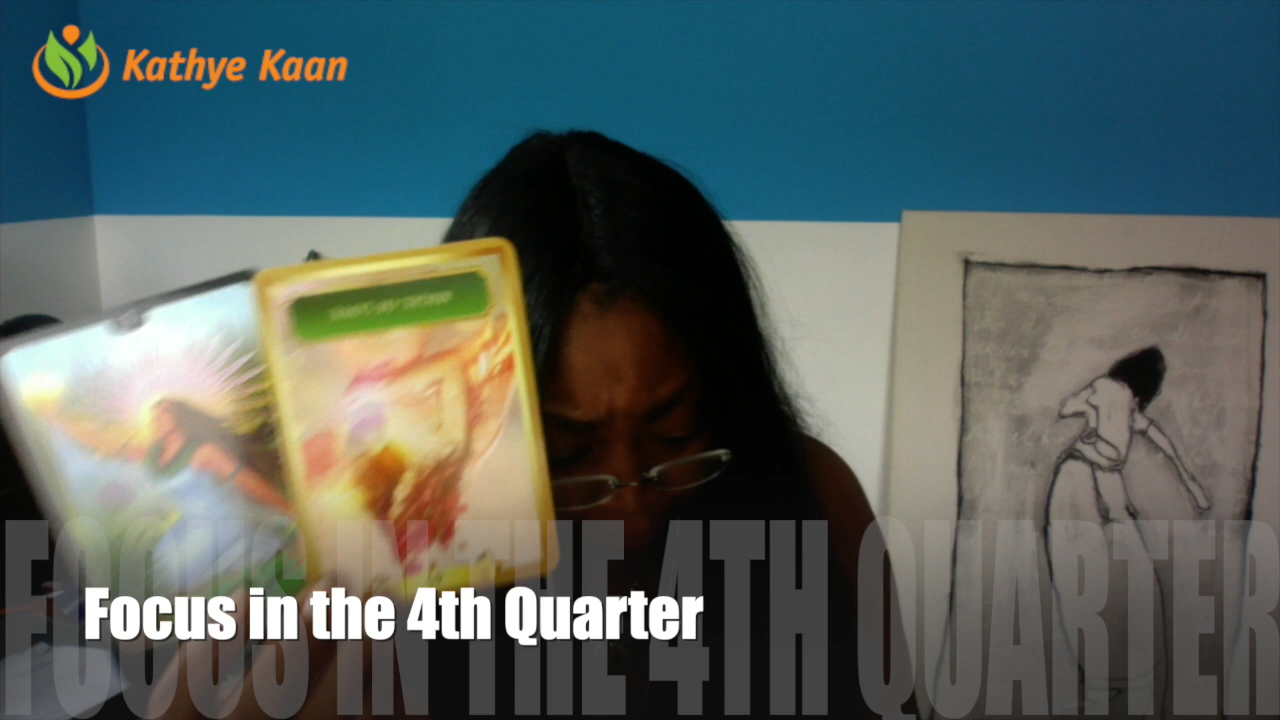 Kathye Kaan
FOCUS IN THE 4TH QUARTER
Focus in the 4th Quarter